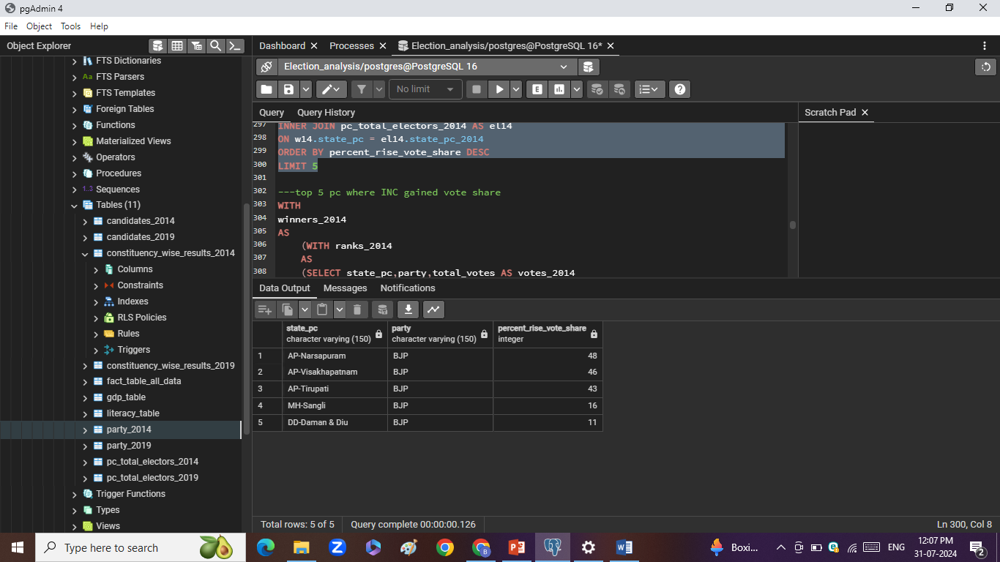 pgAdmin 4
File Object Tools Help
Object Explorer
FTS Dictionaries
Aa FTS Parsers
FTS Templates
Foreign Tables
Functions
Materialized Views
Operators
Procedures
1..3 Sequences
Tables (11)
candidates_2014
candidates_2019
constituency_wise_results_2014
Columns
Constraints
Indexes
RLS Policies
Rules
Triggers
constituency_wise_results_2019
fact_table_all_data
gdp_table
literacy_table
party_2014
party_2019
pc_total_electors_2014
pc_total_electors_2019
Trigger Functions
Types
Views
Dashboard Processes Election_analysis/postgres@PostgreSQL 16*
Election_analysis/postgres@PostgreSQL 16
No limit E
Query Query History
Scratch Pad
297 INNER JOIN pc_total_electors_2014 AS el14
298 ON w14.state_pc = el14.state_pc_2014
299 ORDER BY percent_rise_vote_share DESC
300 LIMIT 5
301
302 ---top 5 pc where INC gained vote share
303 WITH
304 winners_2014
305 AS
306 (WITH ranks_2014
307 AS
308 (SELECT state_pc,party,total_votes AS votes_2014
Data Output Messages Notifications
state_pc party percent_rise_vote_share
character varying (150) character varying (150) integer
1 AP-Narsapuram BJP 48
2 AP-Visakhapatnam BJP 46
3 AP-Tirupati BJP 43
4 MH-Sangli BJP 16
5 DD-Daman & Diu BJP 11
Total rows: 5 of 5 Query complete 00:00:00.126 Ln 300, Col 8
Type here to search
Boxi... ENG 12:07 PM
31-07-2024 2